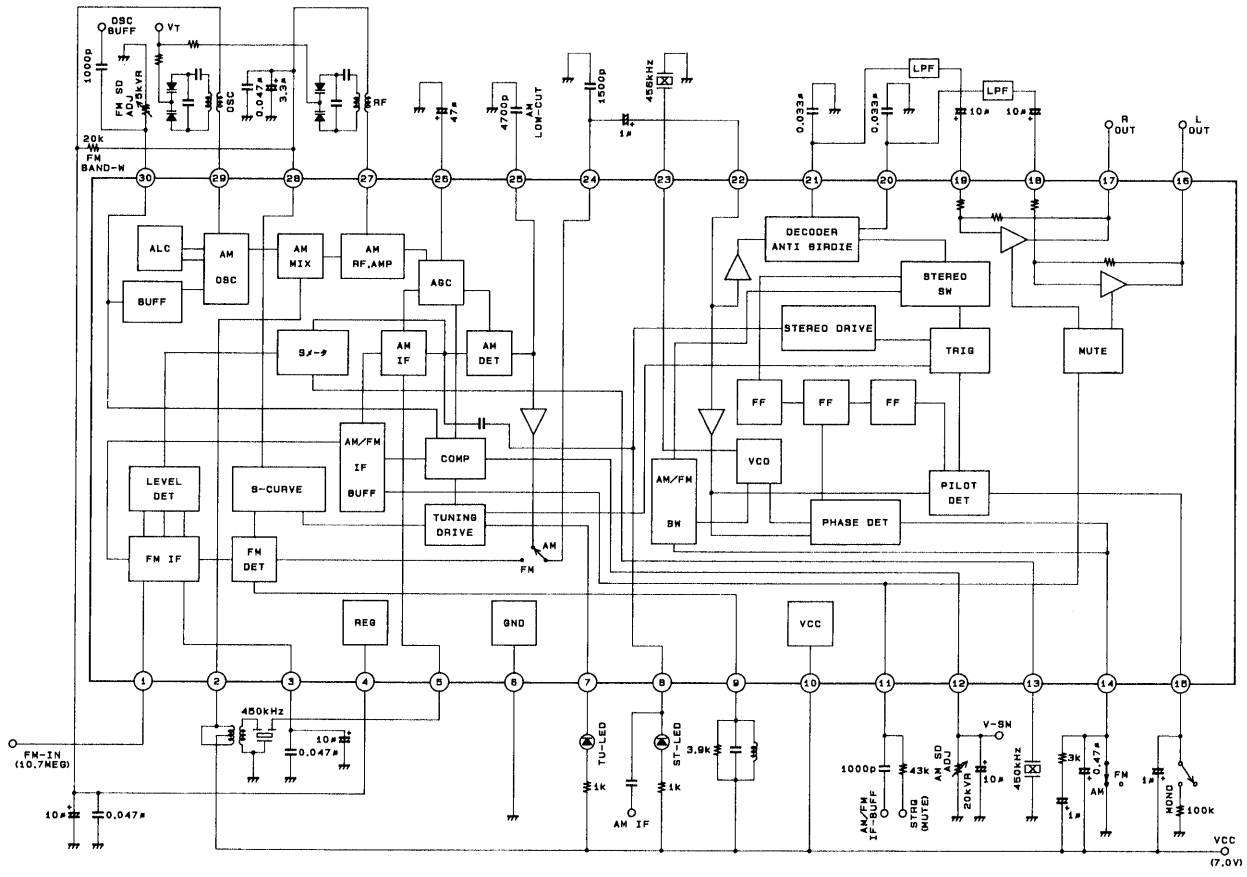 OSC
BUFF
VT
1000p
FM SD
ADJ
5kVR
OSC
0.047μ
3.3μ
RF
47μ
4700p
AM
LOW-CUT
1500p
1μ
456kHz
0.033μ
0.033μ
LPF
LPF
10μ
10μ
R
OUT
L
OUT
20k
FM
BAND-W
30
29
28
27
26
25
24
23
22
21
20
19
18
17
16
ALC
AM
OSC
AM
MIX
AM
RF.AMP
AGC
BUFF
DECODER
ANTI BIRDIE
STEREO
SW
Sメータ
AM
IF
AM
DET
STEREO DRIVE
TRIG
MUTE
FF
FF
FF
AM/FM
IF
BUFF
COMP
LEVEL
DET
S-CURVE
AM/FM
SW
VCO
PILOT
DET
TUNING
DRIVE
PHASE DET
FM IF
FM
DET
AM
FM
REG
GND
VCC
1
2
3
4
5
6
7
8
9
10
11
12
13
14
15
FM-IN
(10.7MEG)
450kHz
0.047μ
10μ
TU-LED
1k
ST-LED
1k
AM IF
3.9k
1000p
43k
AM/FM
IF-BUFF
STRQ
(MUTE)
AM SD
ADJ
20kVR
V-SM
10μ
450kHz
3k
0.47μ
1μ
FM
AM
1μ
MONO
100k
10μ
0.047μ
VCC
(7.0V)